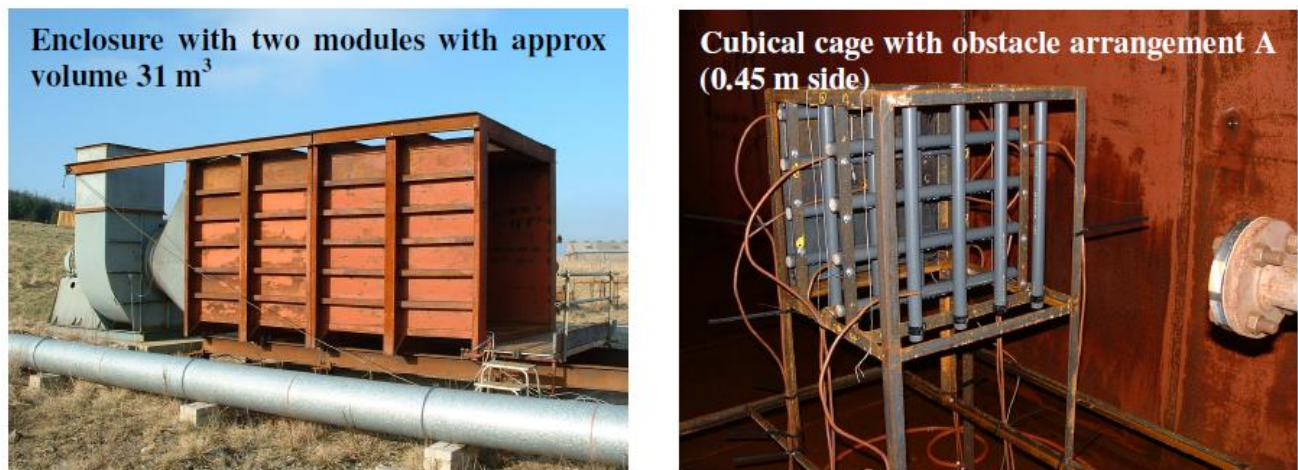 Enclosure with two modules with approx
volume 31 m³
Cubical cage with obstacle arrangement A
(0.45 m side)